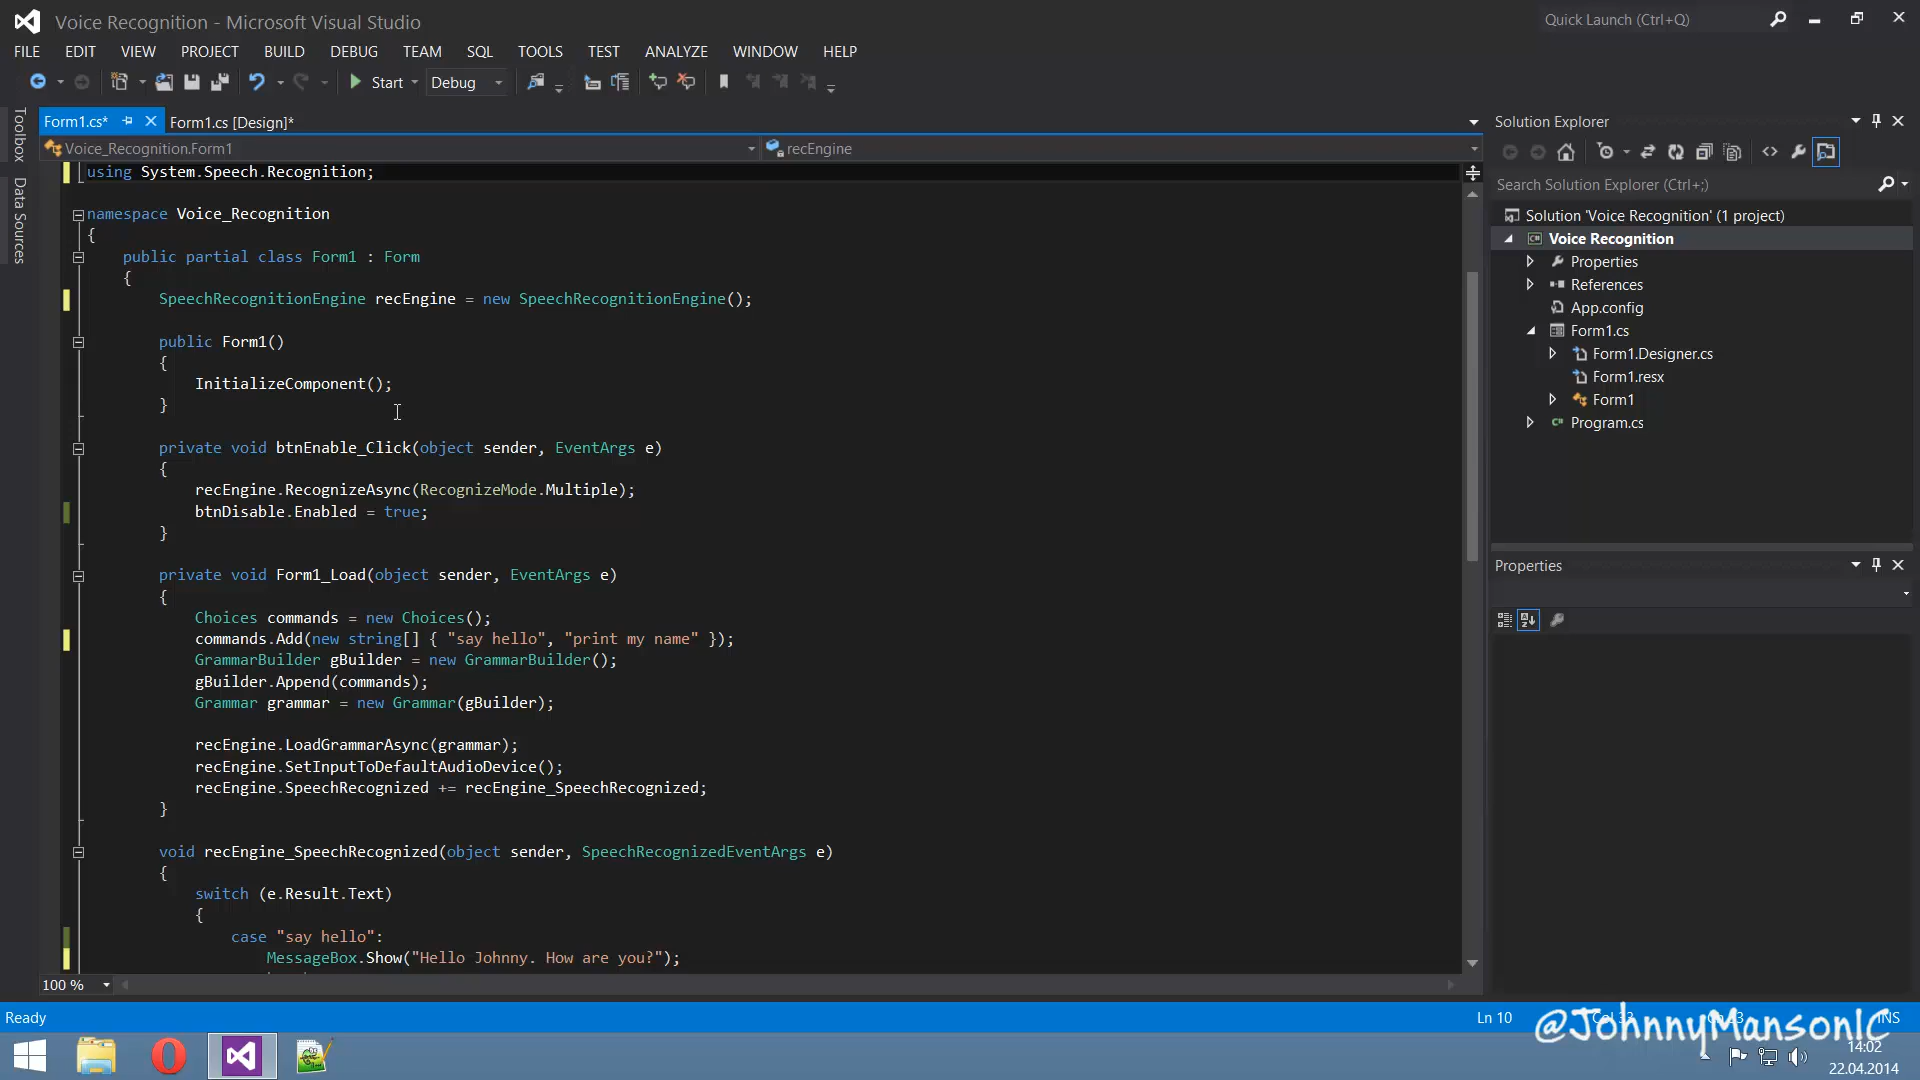 Voice Recognition - Microsoft Visual Studio
Quick Launch (Ctrl+Q)
FILE EDIT VIEW PROJECT BUILD DEBUG TEAM SQL TOOLS TEST ANALYZE WINDOW HELP
Start Debug
Toolbox
Data Sources
Form1.cs* Form1.cs [Design]*
Voice_Recognition.Form1 recEngine
using System.Speech.Recognition;
namespace Voice_Recognition
{
public partial class Form1 : Form
{
SpeechRecognitionEngine recEngine = new SpeechRecognitionEngine();
public Form1()
{
InitializeComponent();
}
private void btnEnable_Click(object sender, EventArgs e)
{
recEngine.RecognizeAsync(RecognizeMode.Multiple);
btnDisable.Enabled = true;
}
private void Form1_Load(object sender, EventArgs e)
{
Choices commands = new Choices();
commands.Add(new string[] { "say hello", "print my name" });
GrammarBuilder gBuilder = new GrammarBuilder();
gBuilder.Append(commands);
Grammar grammar = new Grammar(gBuilder);
recEngine.LoadGrammarAsync(grammar);
recEngine.SetInputToDefaultAudioDevice();
recEngine.SpeechRecognized += recEngine_SpeechRecognized;
}
void recEngine_SpeechRecognized(object sender, SpeechRecognizedEventArgs e)
{
switch (e.Result.Text)
{
case "say hello":
MessageBox.Show("Hello Johnny. How are you?");
100 %
Solution Explorer
Search Solution Explorer (Ctrl+;)
Solution 'Voice Recognition' (1 project)
Voice Recognition
Properties
References
App.config
Form1.cs
Form1.Designer.cs
Form1.resx
Form1
Program.cs
Properties
Ready
Ln 10
INS
@JohnnyMansonIC
14:02
22.04.2014